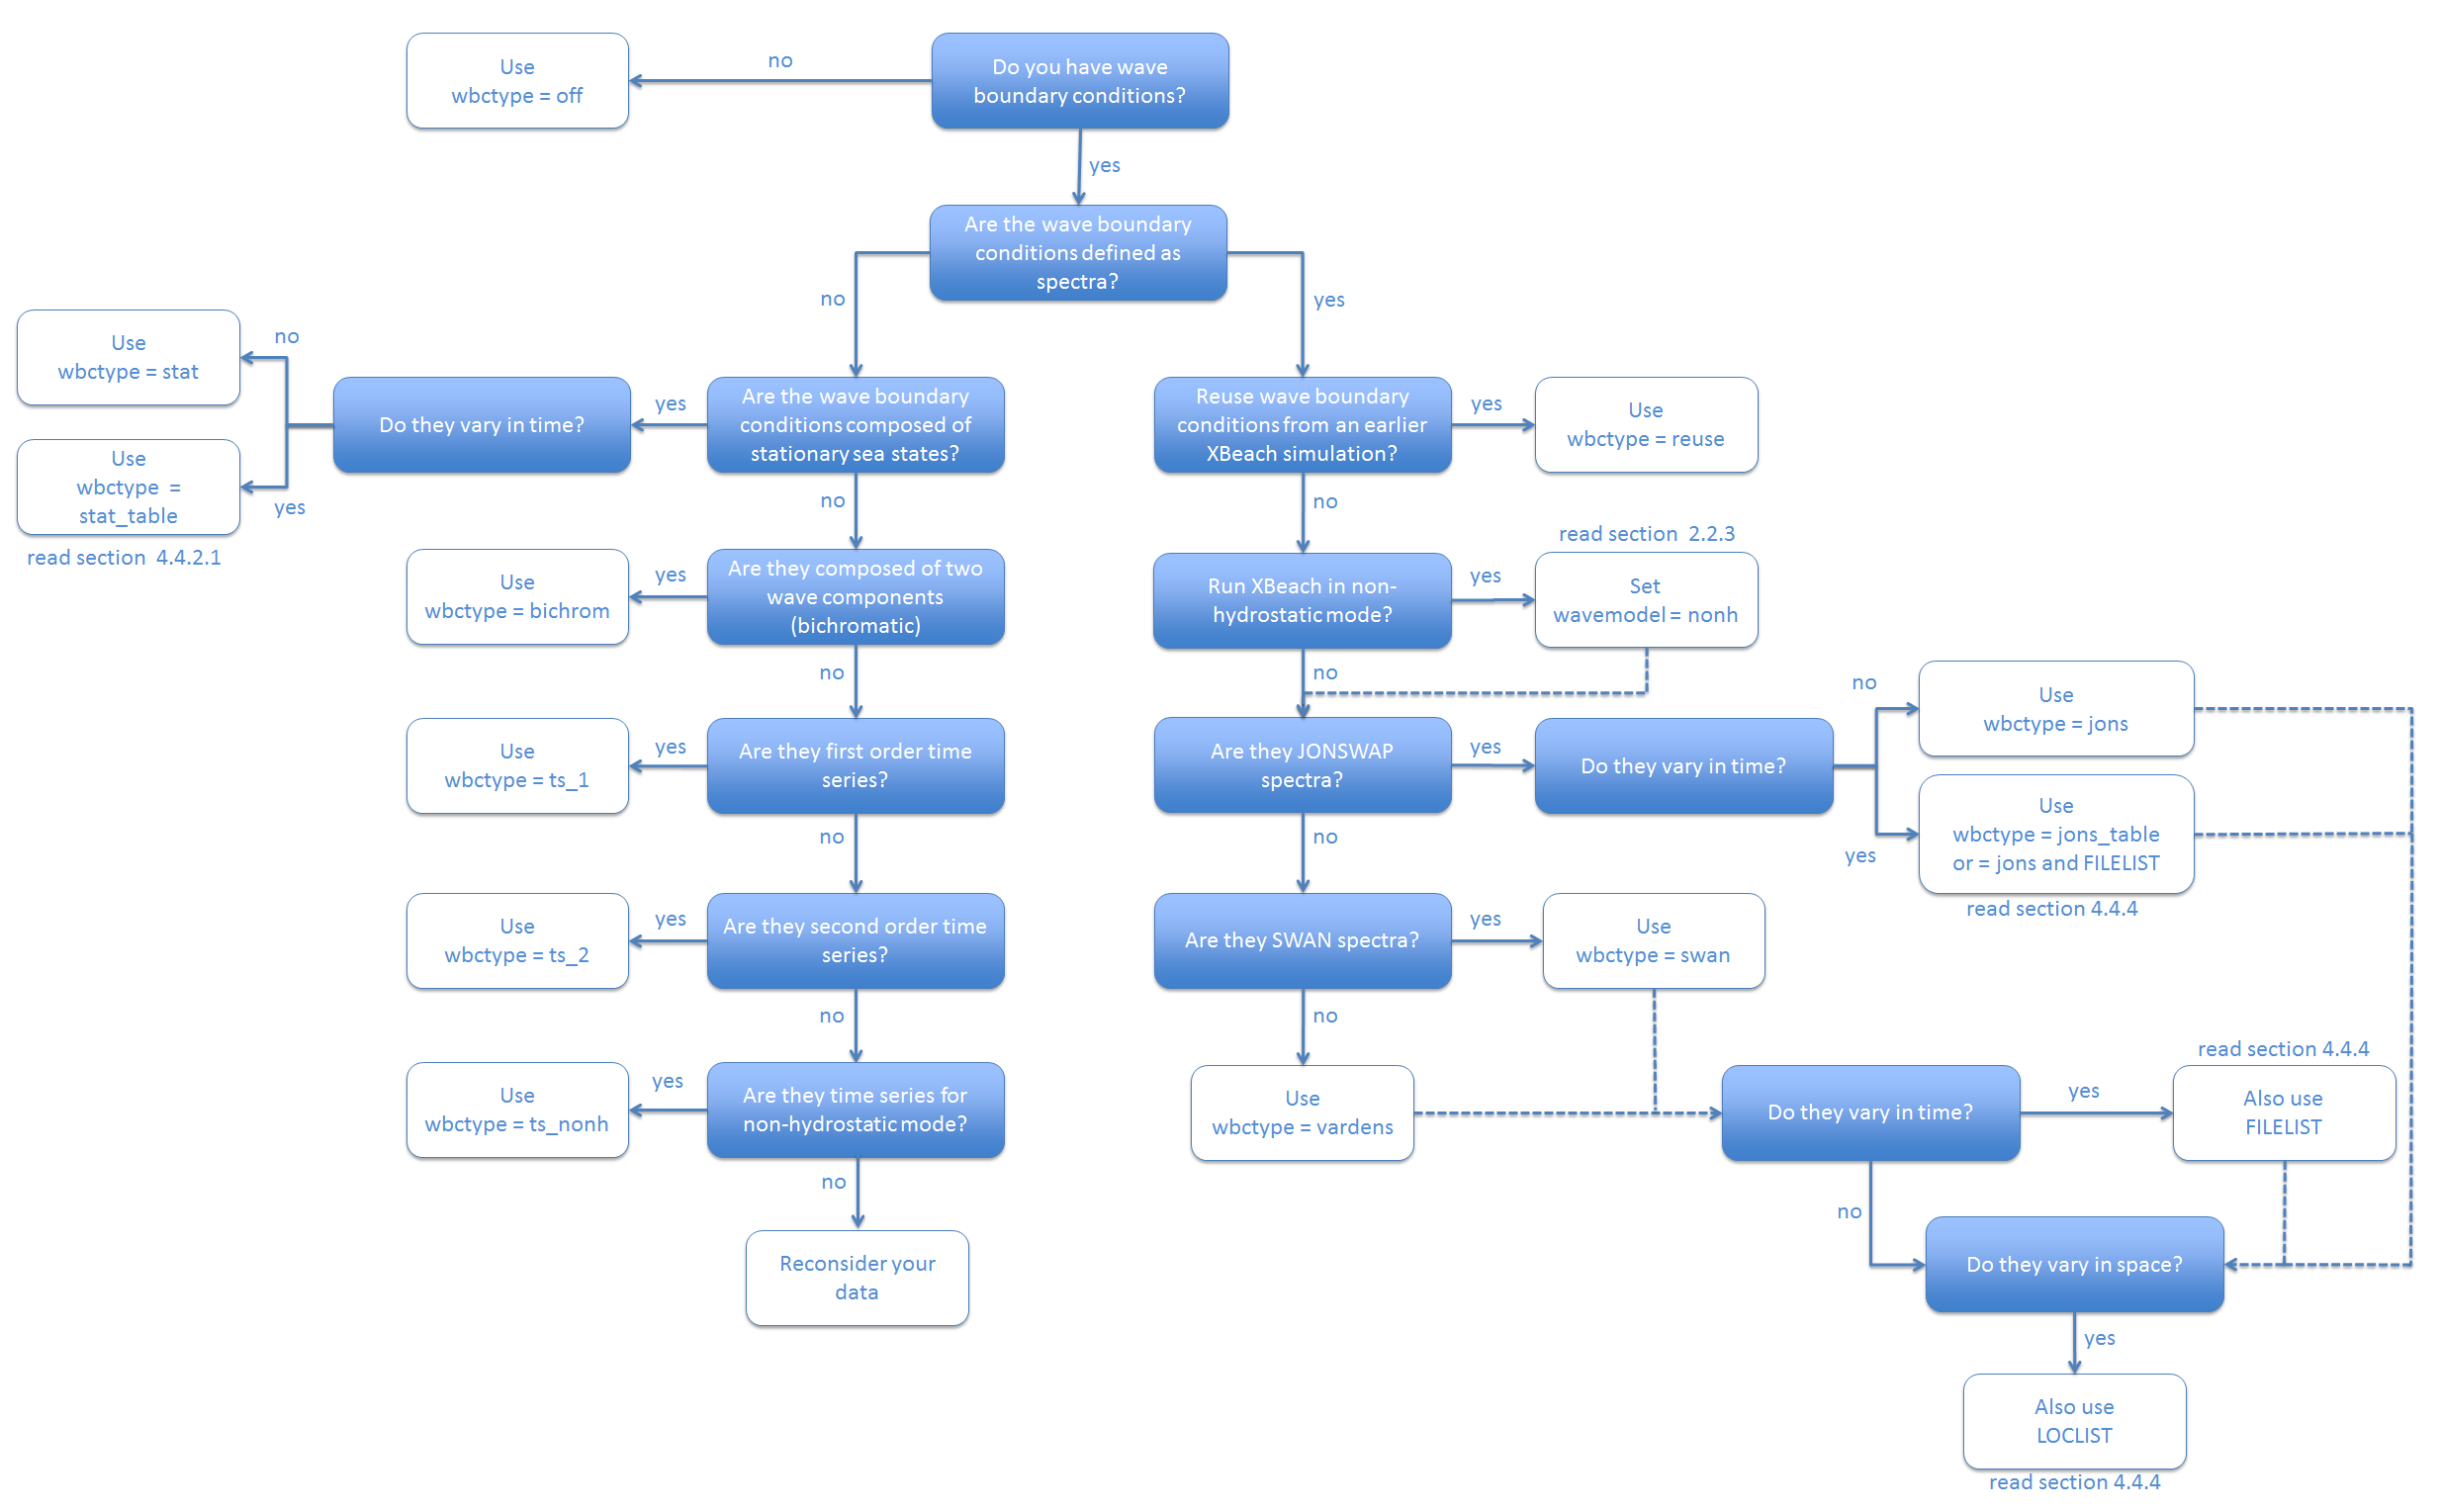 Use
wbctype = off
no
Do you have wave
boundary conditions?
yes
Are the wave boundary
conditions defined as
spectra?
no
yes
Use
wbctype = stat
no
Use
wbctype  =
stat_table
yes
read section  4.4.2.1
Do they vary in time?
yes
Are the wave boundary
conditions composed of
stationary sea states?
Reuse wave boundary
conditions from an earlier
XBeach simulation?
yes
Use
wbctype = reuse
no
no
Use
wbctype = bichrom
yes
Are they composed of two
wave components
(bichromatic)
Run XBeach in non-
hydrostatic mode?
yes
read section  2.2.3
Set
wavemodel = nonh
no
no
Use
wbctype = ts_1
yes
Are they first order time
series?
Are they JONSWAP
spectra?
yes
Do they vary in time?
no
Use
wbctype = jons
yes
Use
wbctype = jons_table
or = jons and FILELIST
read section 4.4.4
no
no
Use
wbctype = ts_2
yes
Are they second order time
series?
Are they SWAN spectra?
yes
Use
wbctype = swan
no
no
Use
wbctype = ts_nonh
yes
Are they time series for
non-hydrostatic mode?
Use
wbctype = vardens
Do they vary in time?
yes
read section 4.4.4
Also use
FILELIST
no
no
Reconsider your
data
Do they vary in space?
yes
Also use
LOCLIST
read section 4.4.4